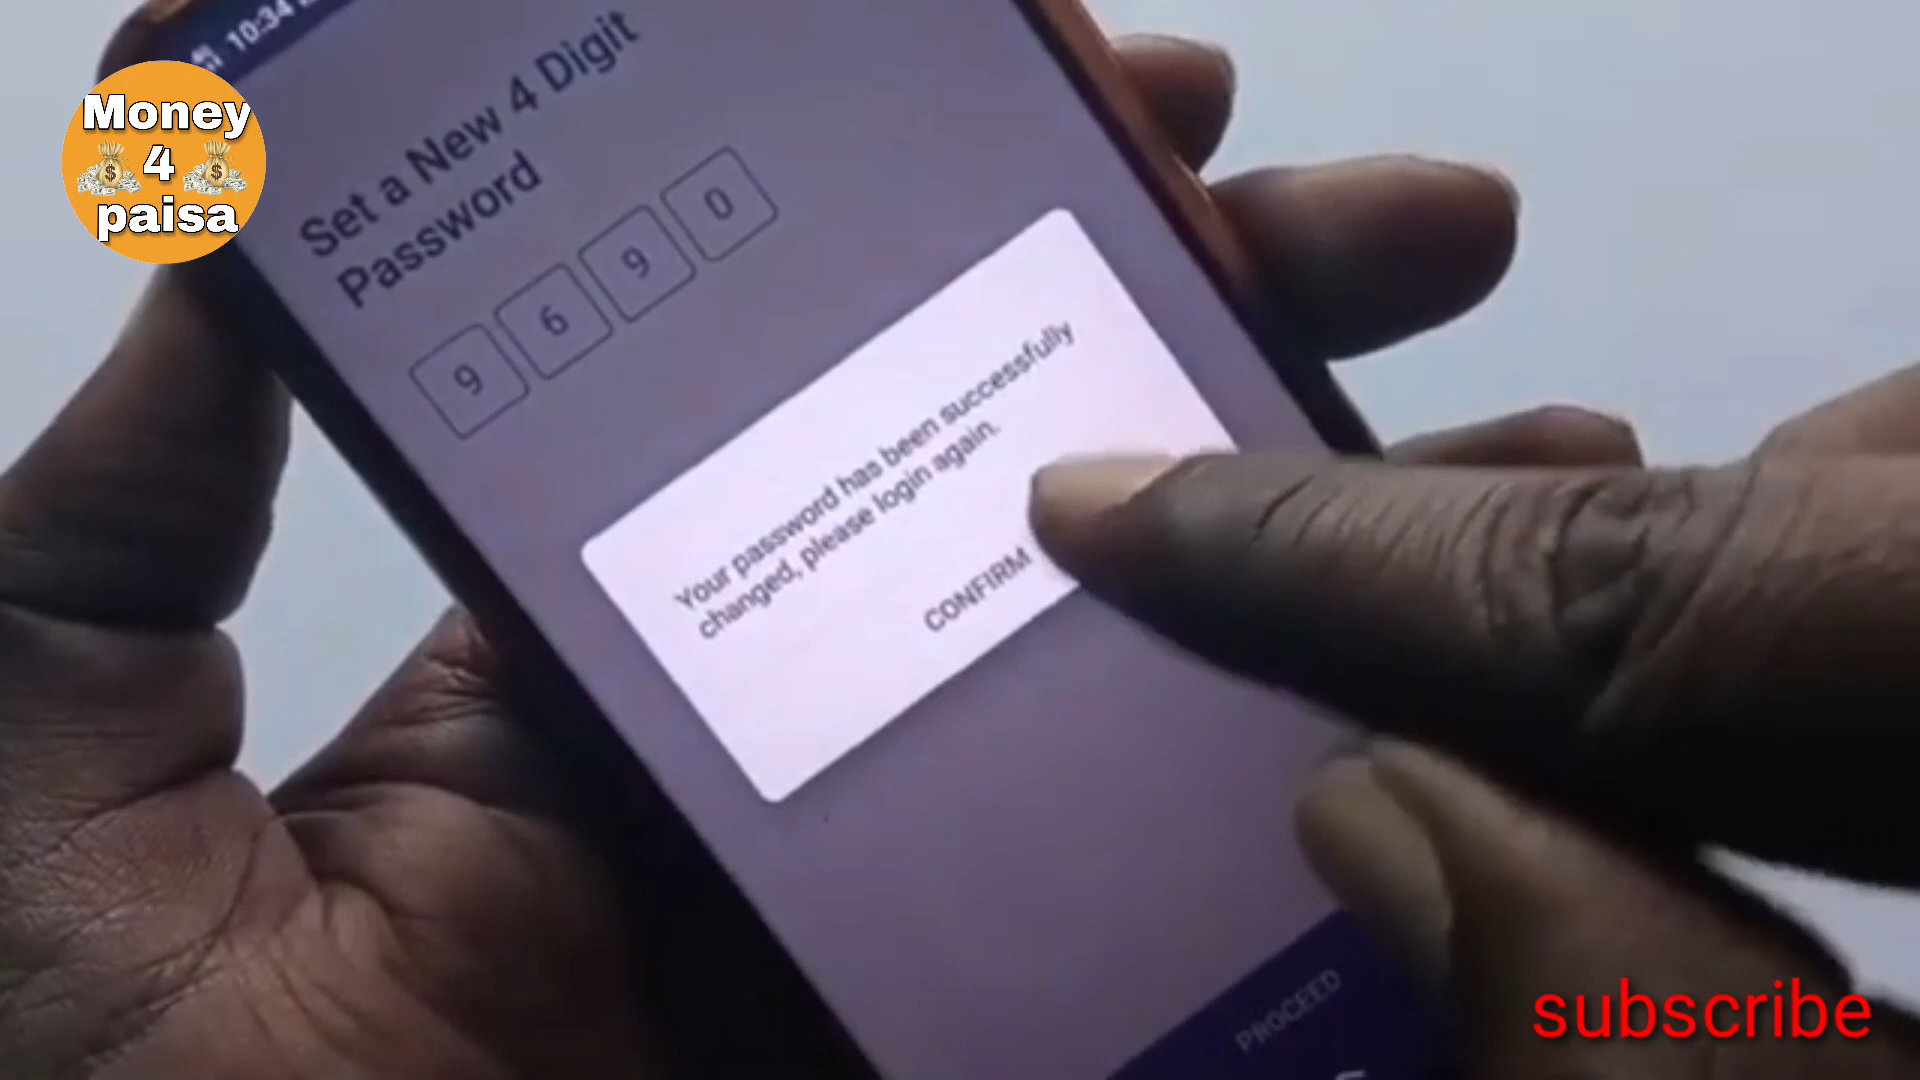 10:34
Money
4
paisa
Set a New 4 Digit
Password
9 6 9 0
Your password has been successfully
changed, please login again.
CONFIRM
PROCEED
subscribe